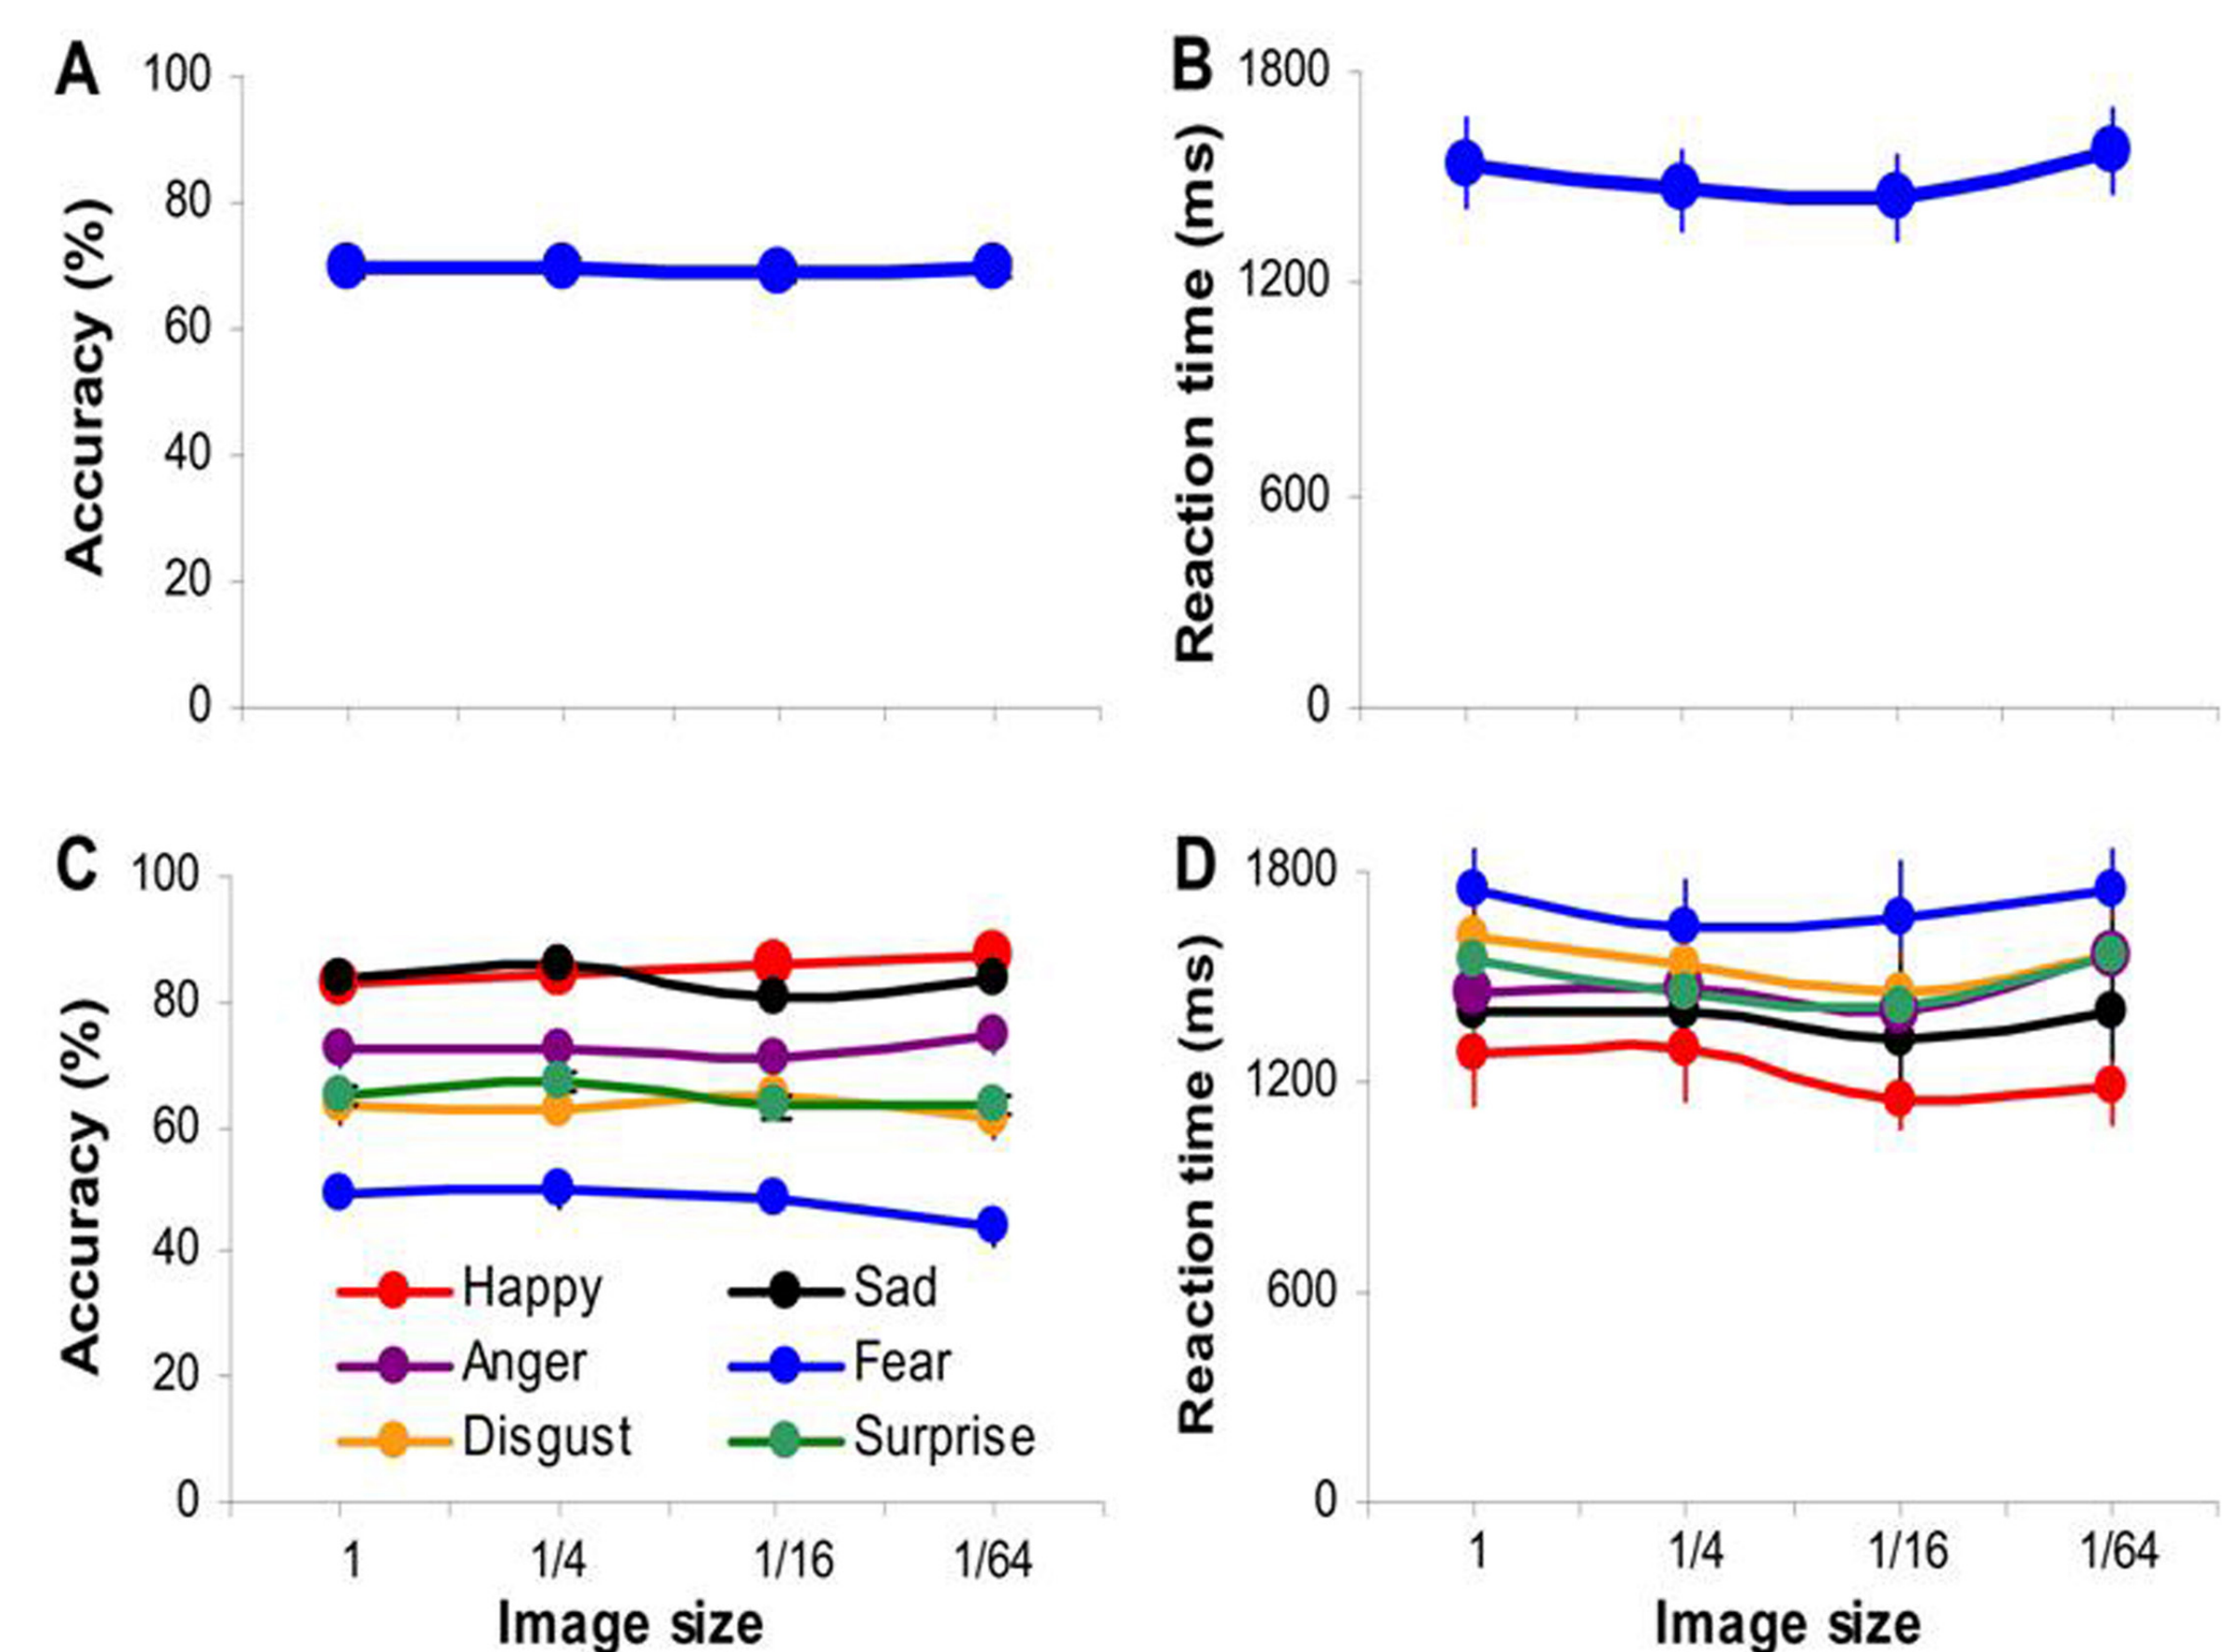 A
Accuracy (%)
100
80
60
40
20
0
B
Reaction time (ms)
1800
1200
600
0
C
Accuracy (%)
100
80
60
40
20
0
Happy
Sad
Anger
Fear
Disgust
Surprise
1 1/4 1/16 1/64
Image size
D
Reaction time (ms)
1800
1200
600
0
1 1/4 1/16 1/64
Image size